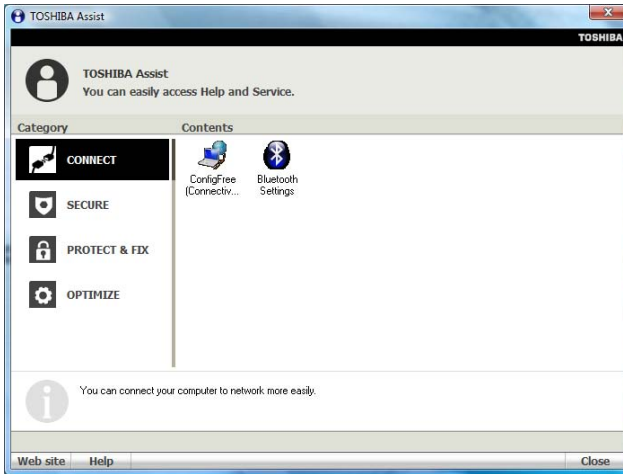 TOSHIBA Assist
TOSHIBA
TOSHIBA Assist
You can easily access Help and Service.
Category
Contents
CONNECT
SECURE
PROTECT & FIX
OPTIMIZE
ConfigFree
(Connectiv...
Bluetooth
Settings
You can connect your computer to network more easily.
Web site Help Close